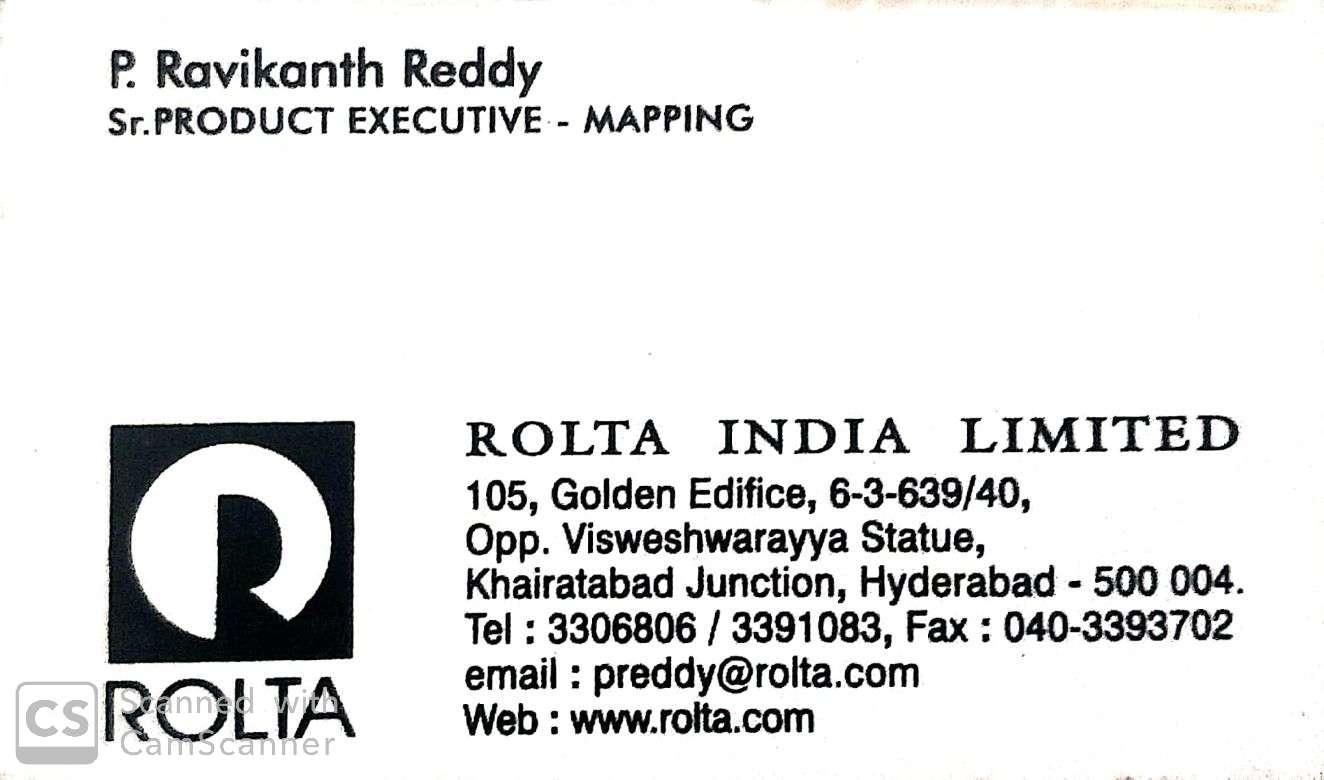 P. Ravikanth Reddy
Sr.PRODUCT EXECUTIVE - MAPPING
ROLTA INDIA LIMITED
105, Golden Edifice, 6-3-639/40,
Opp. Visweshwarayya Statue,
Khairatabad Junction, Hyderabad - 500 004.
Tel : 3306806 / 3391083, Fax : 040-3393702
email : preddy@rolta.com
Web : www.rolta.com
ROLTA
CS Scanned with
CamScanner